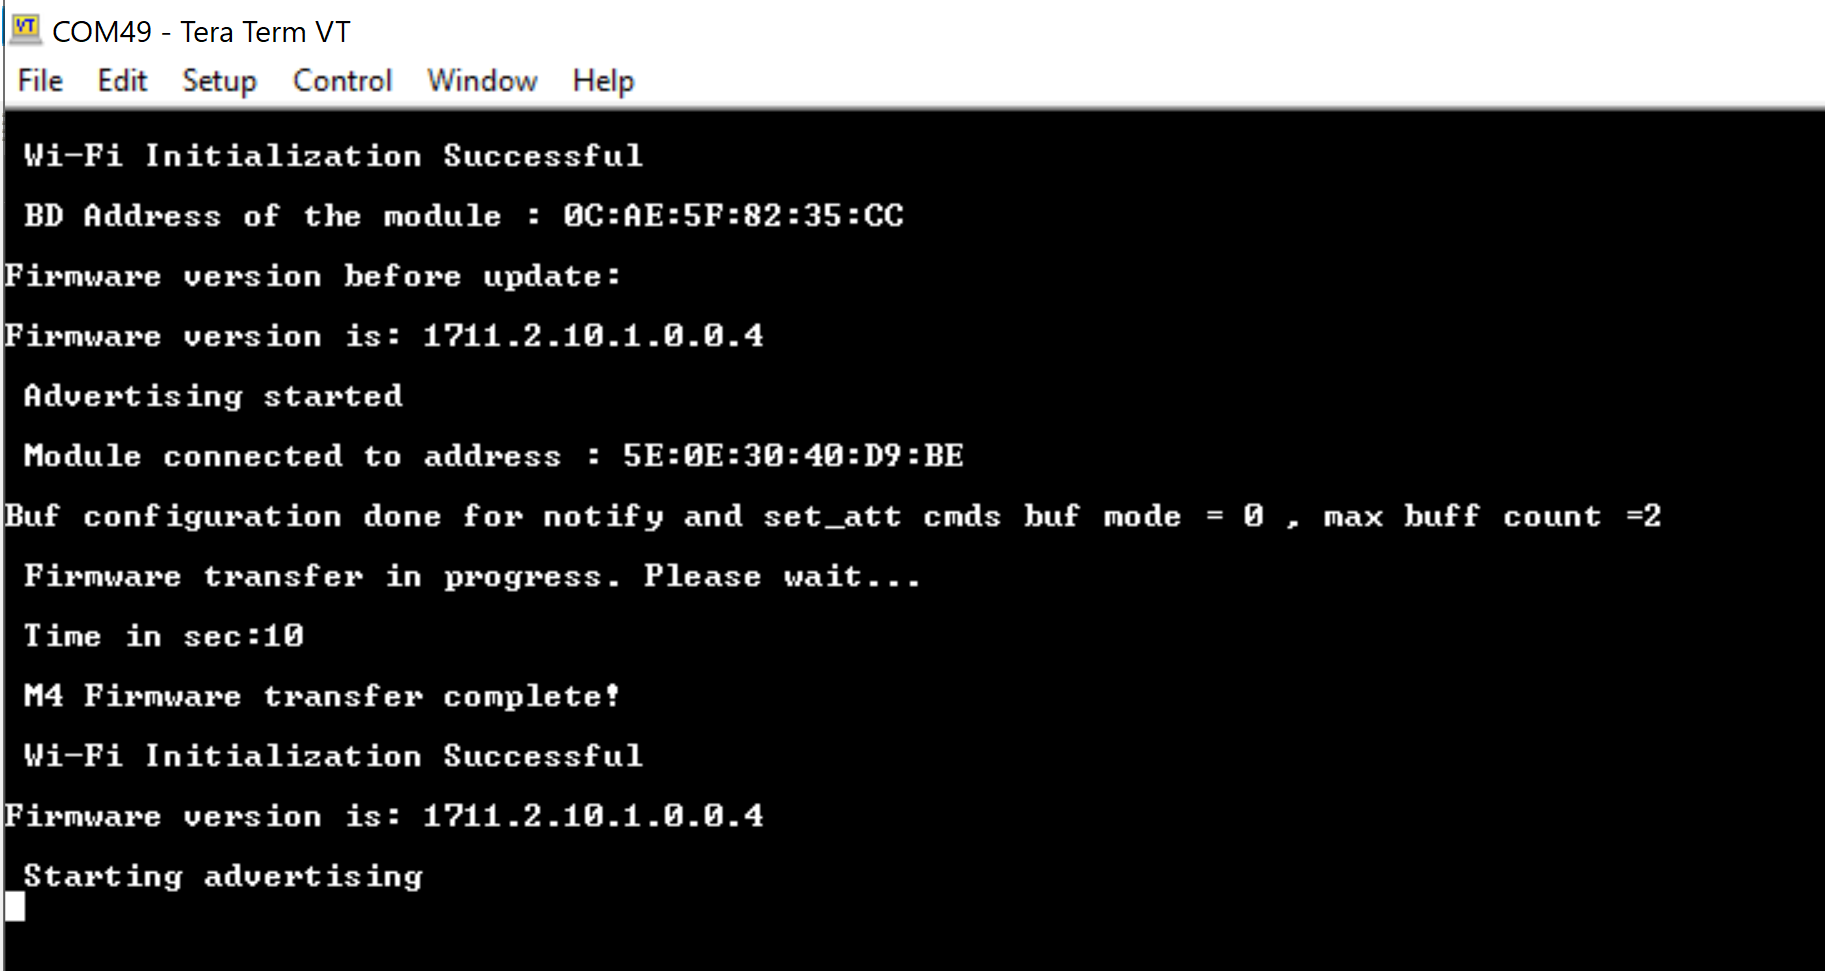 VT COM49 - Tera Term VT
File Edit Setup Control Window Help
Wi-Fi Initialization Successful
BD Address of the module : 0C:AE:5F:82:35:CC
Firmware version before update:
Firmware version is: 1711.2.10.1.0.0.4
Advertising started
Module connected to address : 5E:0E:30:40:D9:BE
Buf configuration done for notify and set_att cmds buf mode = 0 , max buff count =2
Firmware transfer in progress. Please wait...
Time in sec:10
M4 Firmware transfer complete!
Wi-Fi Initialization Successful
Firmware version is: 1711.2.10.1.0.0.4
Starting advertising